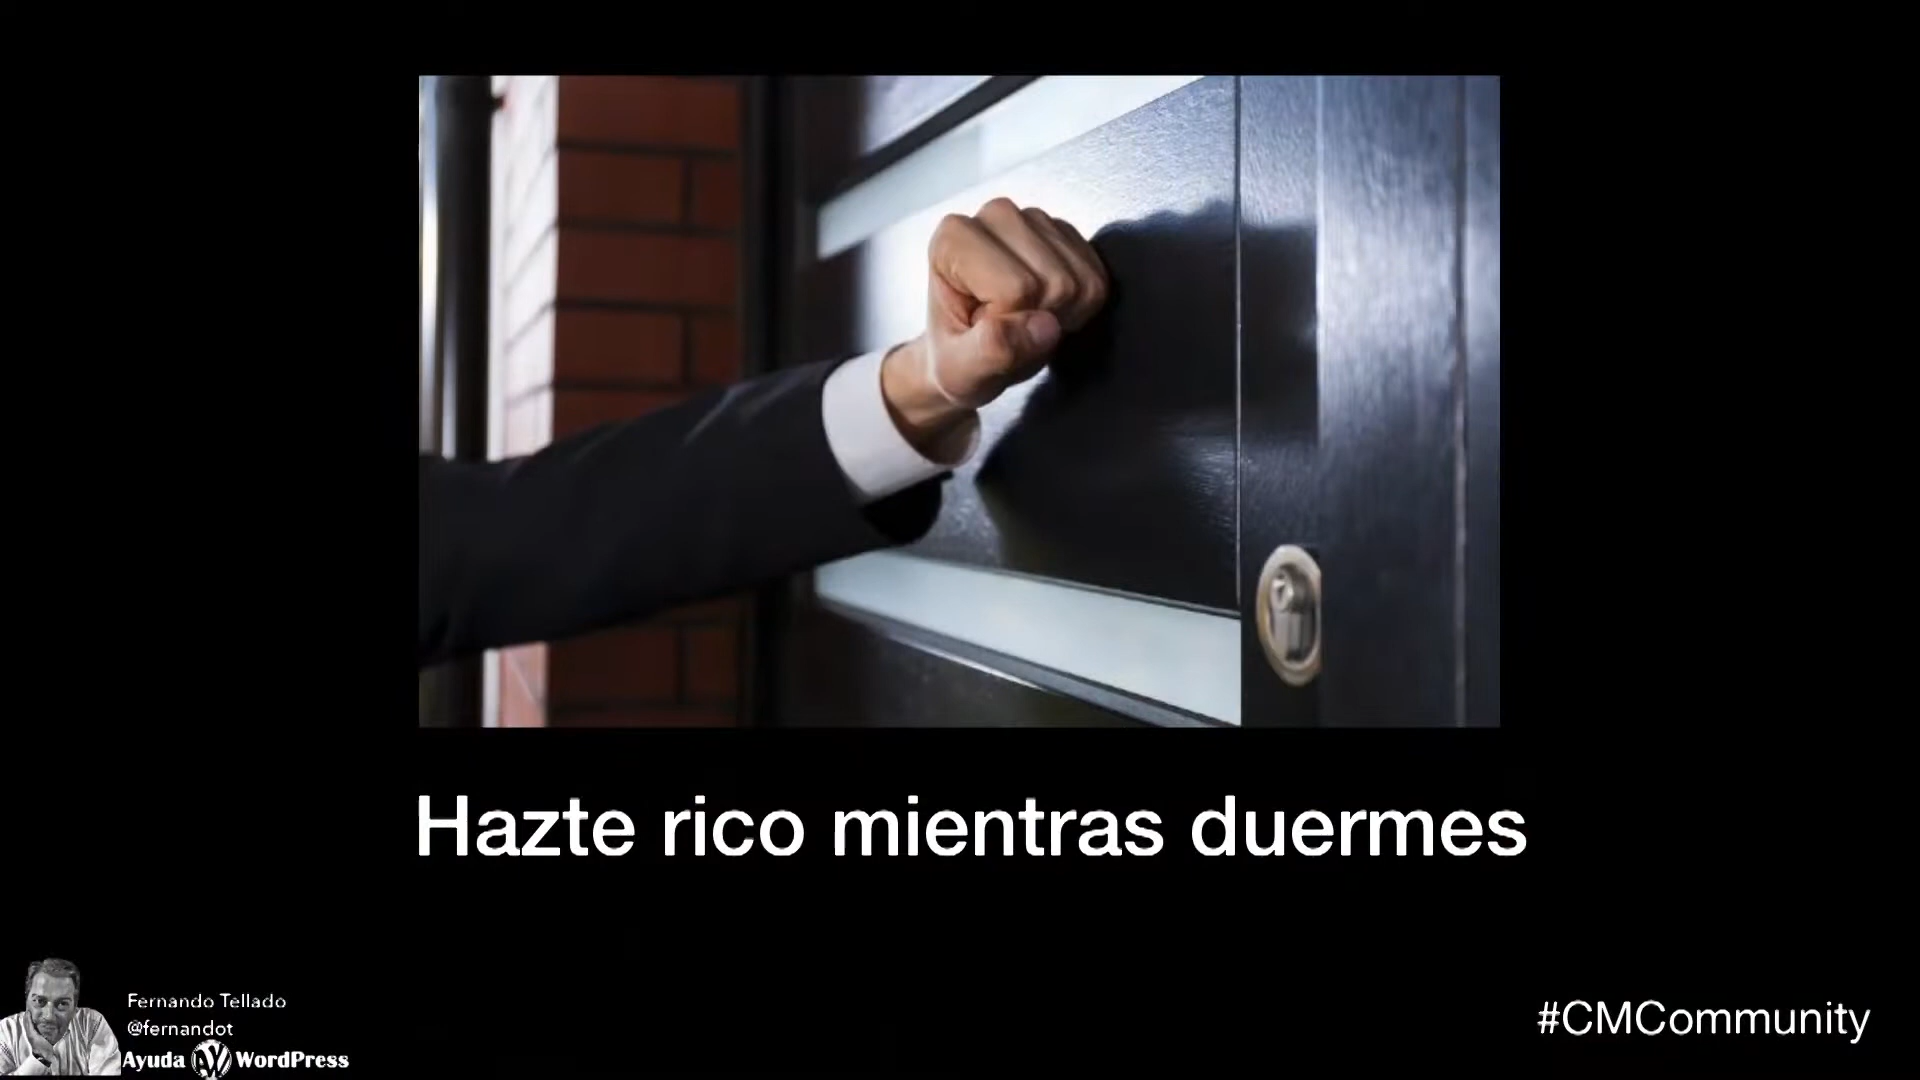 Hazte rico mientras duermes
Fernando Tellado
@fernandot
Ayuda WordPress
#CMCommunity